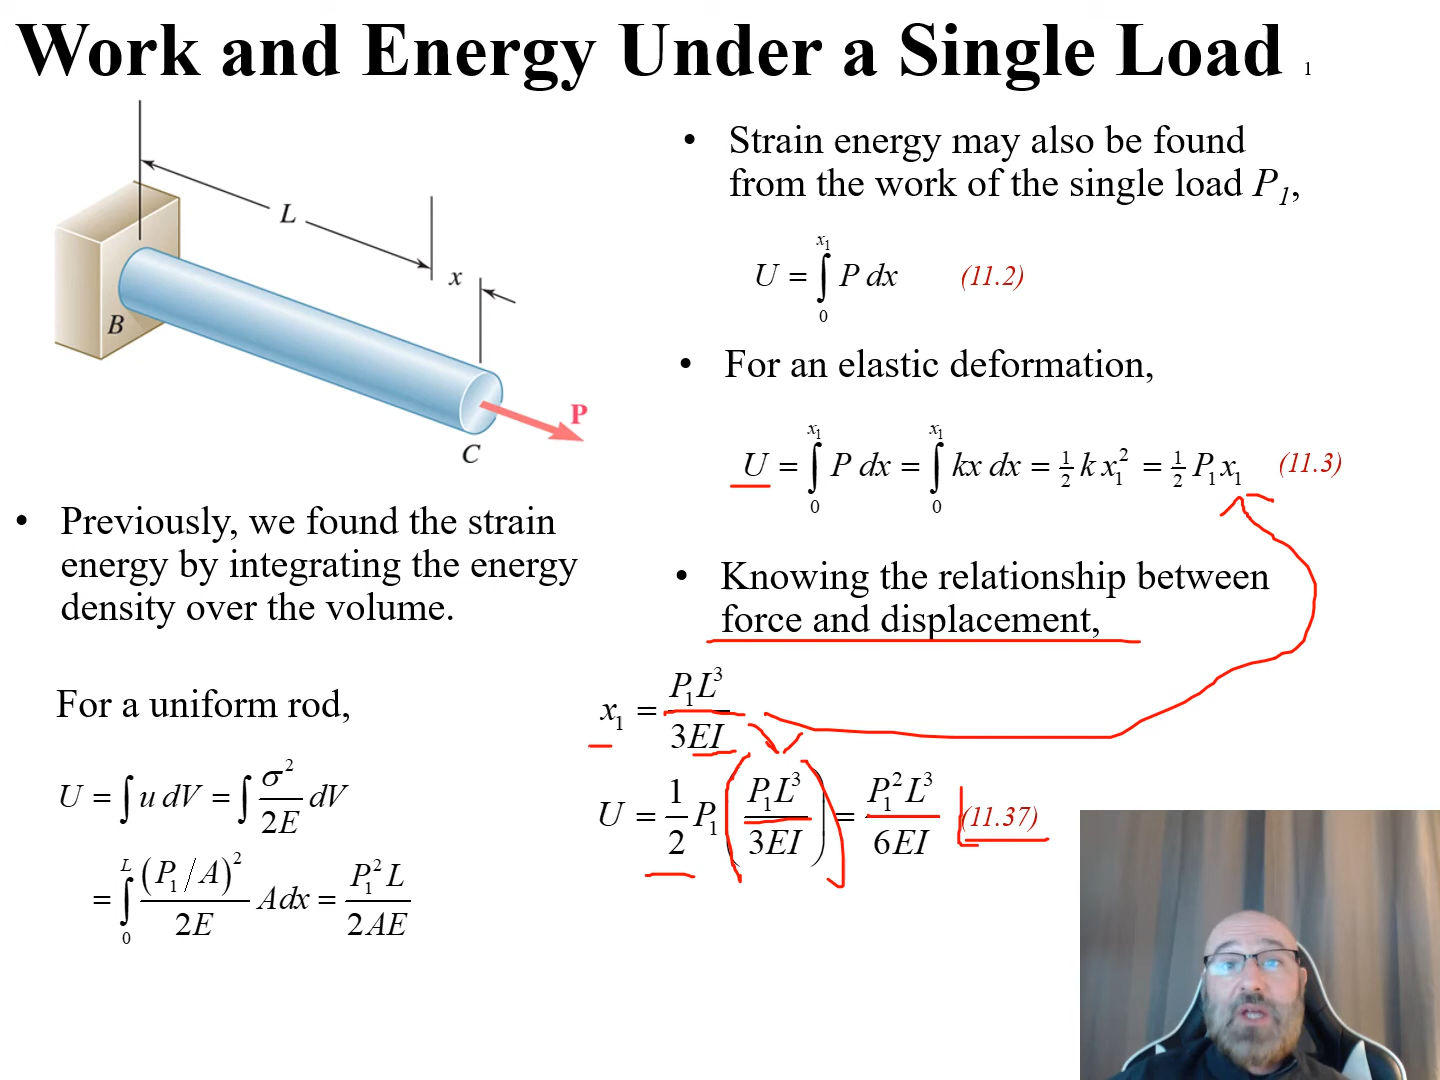 Work and Energy Under a Single Load 1
L
x
B
P
C
• Previously, we found the strain
energy by integrating the energy
density over the volume.
For a uniform rod,
U = ∫ u dV = ∫ σ²/2E dV
= ∫₀ᴸ (P₁/A)²/2E Adx = P₁²L/2AE
• Strain energy may also be found
from the work of the single load P₁,
U = ∫₀^x₁ P dx (11.2)
• For an elastic deformation,
U = ∫₀^x₁ P dx = ∫₀^x₁ kx dx = ½ k x₁² = ½ P₁x₁ (11.3)
• Knowing the relationship between
force and displacement,
x₁ = P₁L³/3EI
U = 1/2 P₁ (P₁L³/3EI) = P₁²L³/6EI (11.37)